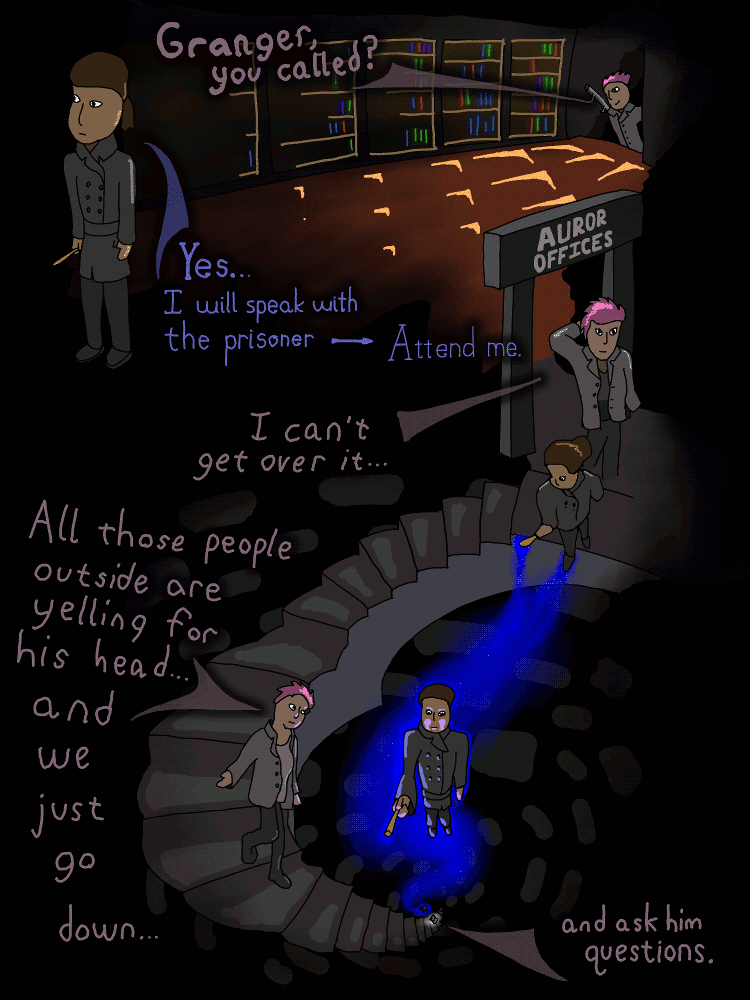 Granger,
you called?
Yes...
I will speak with
the prisoner → Attend me.
AUROR
OFFICES
I can't
get over it...
All those people
outside are
yelling for
his head...
and
we
just
go
down...
and ask him
questions.